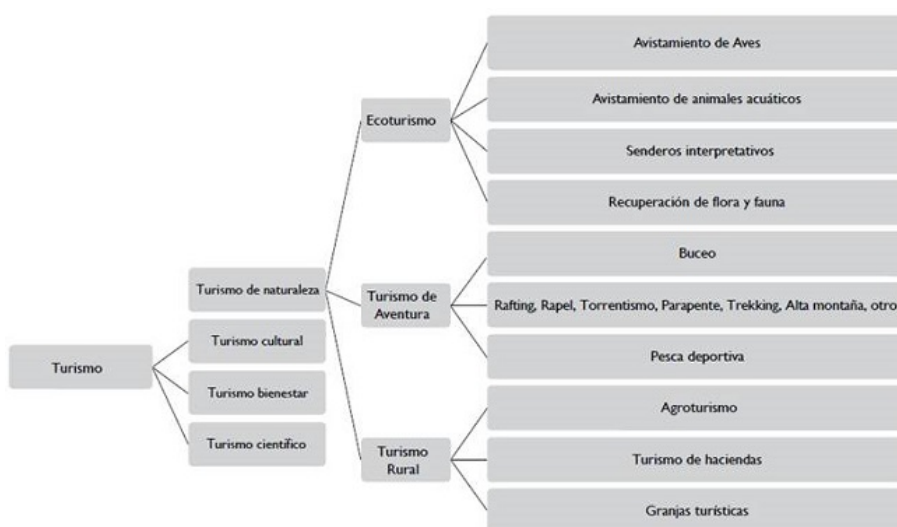 Turismo
Turismo de naturaleza
Turismo cultural
Turismo bienestar
Turismo científico
Ecoturismo
Turismo de
Aventura
Turismo
Rural
Avistamiento de Aves
Avistamiento de animales acuáticos
Senderos interpretativos
Recuperación de flora y fauna
Buceo
Rafting, Rapel, Torrentismo, Parapente, Trekking, Alta montaña, otro
Pesca deportiva
Agroturismo
Turismo de haciendas
Granjas turísticas